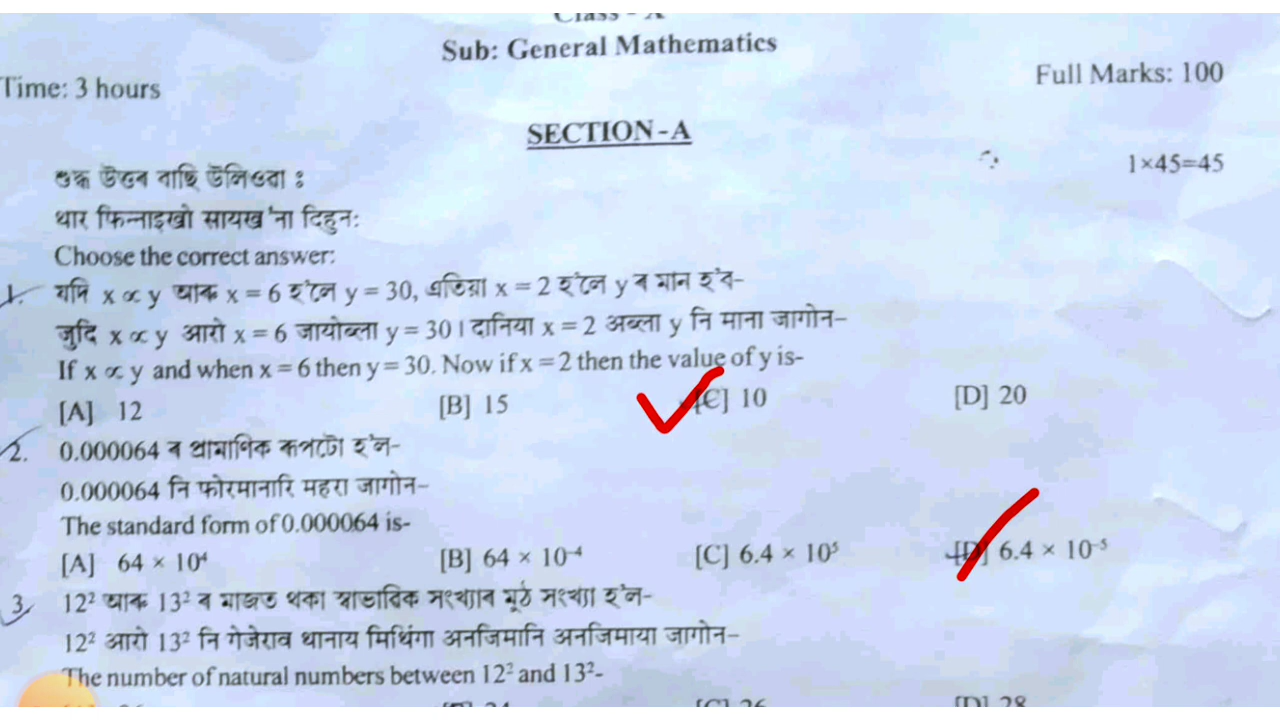 Class - X
Sub: General Mathematics
Time: 3 hours
Full Marks: 100
SECTION-A
1×45=45
শুদ্ধ উত্তৰ বাছি উলিওৱা :
थार फिन्नाइखौ सायख'ना दिहुन:
Choose the correct answer:
1. যদি x ∝ y আৰু x = 6 হ'লে y = 30, এতিয়া x = 2 হ'লে y ৰ মান হ'ব-
जुदि x ∝ y आरो x = 6 जायोब्ला y = 30। दानिया x = 2 अब्ला y नि माना जागोन–
If x ∝ y and when x = 6 then y = 30. Now if x = 2 then the value of y is-
[A] 12 [B] 15 [C] 10 [D] 20
2. 0.000064 ৰ প্ৰামাণিক ৰূপটো হ'ল-
0.000064 नि फोरमानारि महरा जागोन–
The standard form of 0.000064 is-
[A] 64 × 10⁴ [B] 64 × 10⁻⁴ [C] 6.4 × 10⁵ [D] 6.4 × 10⁻⁵
3. 12² আৰু 13² ৰ মাজত থকা স্বাভাৱিক সংখ্যাৰ মুঠ সংখ্যা হ'ল-
12² आरो 13² नि गेजेराव थानाय मिथिंगा अनजिमानि अनजिमाया जागोन–
The number of natural numbers between 12² and 13²-
[B] 24 [C] 26 [D] 28